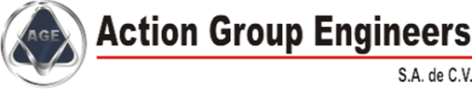 AGE
Action Group Engineers
S.A. de C.V.